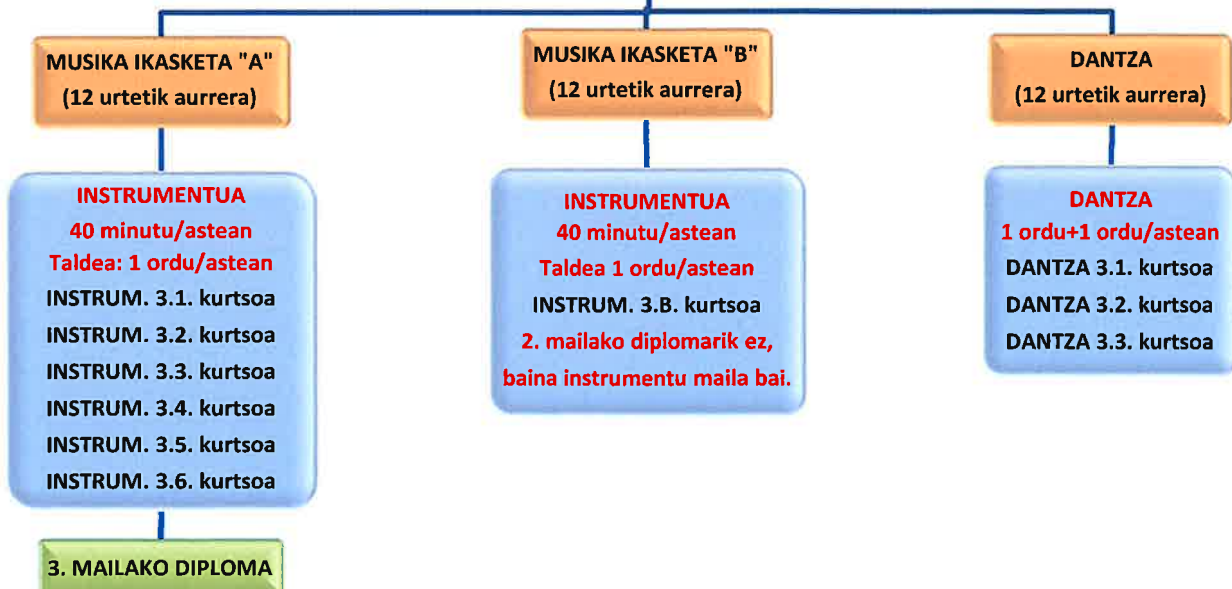 MUSIKA IKASKETA "A"
(12 urtetik aurrera)
INSTRUMENTUA
40 minutu/astean
Taldea: 1 ordu/astean
INSTRUM. 3.1. kurtsoa
INSTRUM. 3.2. kurtsoa
INSTRUM. 3.3. kurtsoa
INSTRUM. 3.4. kurtsoa
INSTRUM. 3.5. kurtsoa
INSTRUM. 3.6. kurtsoa
3. MAILAKO DIPLOMA
MUSIKA IKASKETA "B"
(12 urtetik aurrera)
INSTRUMENTUA
40 minutu/astean
Taldea 1 ordu/astean
INSTRUM. 3.B. kurtsoa
2. mailako diplomarik ez,
baina instrumentu maila bai.
DANTZA
(12 urtetik aurrera)
DANTZA
1 ordu+1 ordu/astean
DANTZA 3.1. kurtsoa
DANTZA 3.2. kurtsoa
DANTZA 3.3. kurtsoa